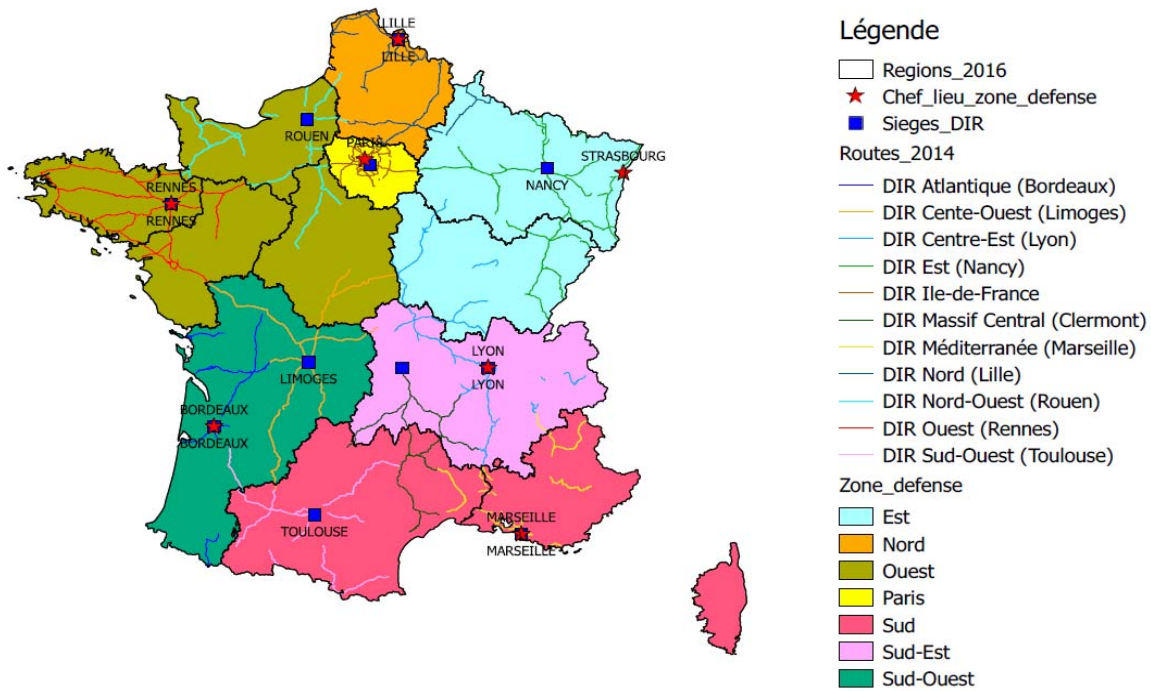 LILLE
LILLE
ROUEN
PARIS
STRASBOURG
NANCY
RENNES
RENNES
LIMOGES
LYON
LYON
BORDEAUX
BORDEAUX
TOULOUSE
MARSEILLE
MARSEILLE
Légende
Regions_2016
Chef_lieu_zone_defense
Sieges_DIR
Routes_2014
DIR Atlantique (Bordeaux)
DIR Cente-Ouest (Limoges)
DIR Centre-Est (Lyon)
DIR Est (Nancy)
DIR Ile-de-France
DIR Massif Central (Clermont)
DIR Méditerranée (Marseille)
DIR Nord (Lille)
DIR Nord-Ouest (Rouen)
DIR Ouest (Rennes)
DIR Sud-Ouest (Toulouse)
Zone_defense
Est
Nord
Ouest
Paris
Sud
Sud-Est
Sud-Ouest